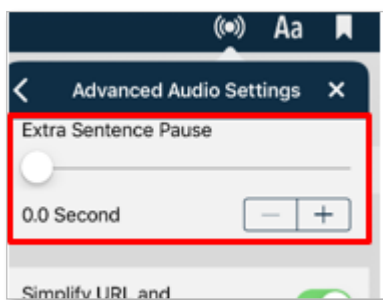 Aa
Advanced Audio Settings
Extra Sentence Pause
0.0 Second
Simplify URL and